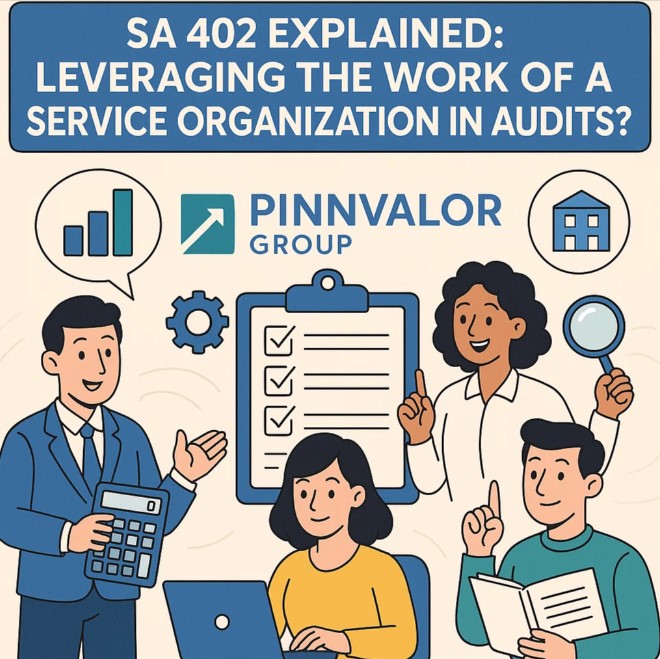 SA 402 EXPLAINED:
LEVERAGING THE WORK OF A
SERVICE ORGANIZATION IN AUDITS?
PINNVALOR
GROUP